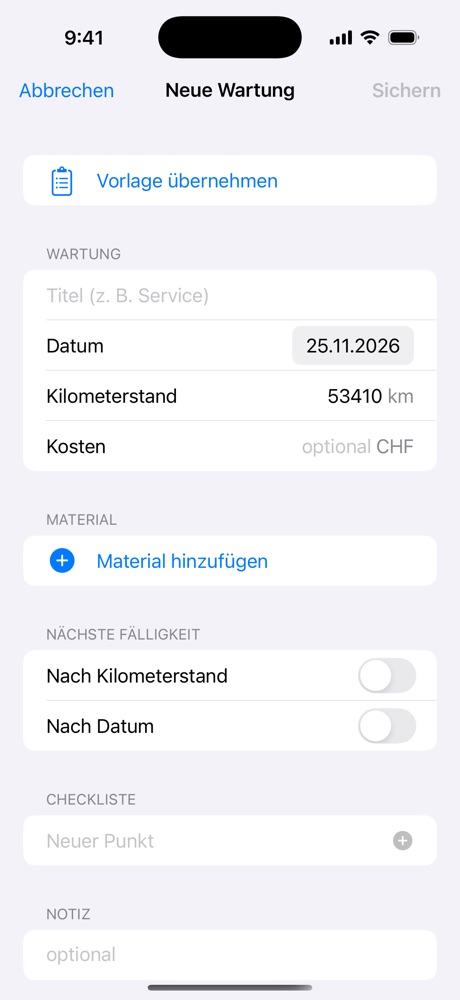 9:41
Abbrechen Neue Wartung Sichern
Vorlage übernehmen
WARTUNG
Titel (z. B. Service)
Datum 25.11.2026
Kilometerstand 53410 km
Kosten optional CHF
MATERIAL
Material hinzufügen
NÄCHSTE FÄLLIGKEIT
Nach Kilometerstand
Nach Datum
CHECKLISTE
Neuer Punkt
NOTIZ
optional